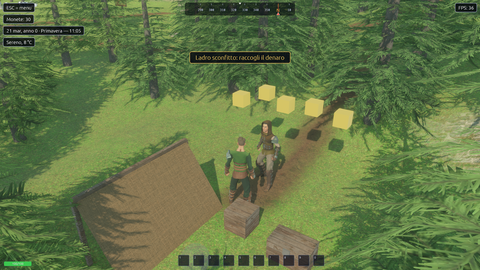 ESC = menu
FPS: 36
Monete: 30
21 mar, anno 0 · Primavera — 11:05
Sereno, 8 °C
Ladro sconfitto: raccogli il denaro